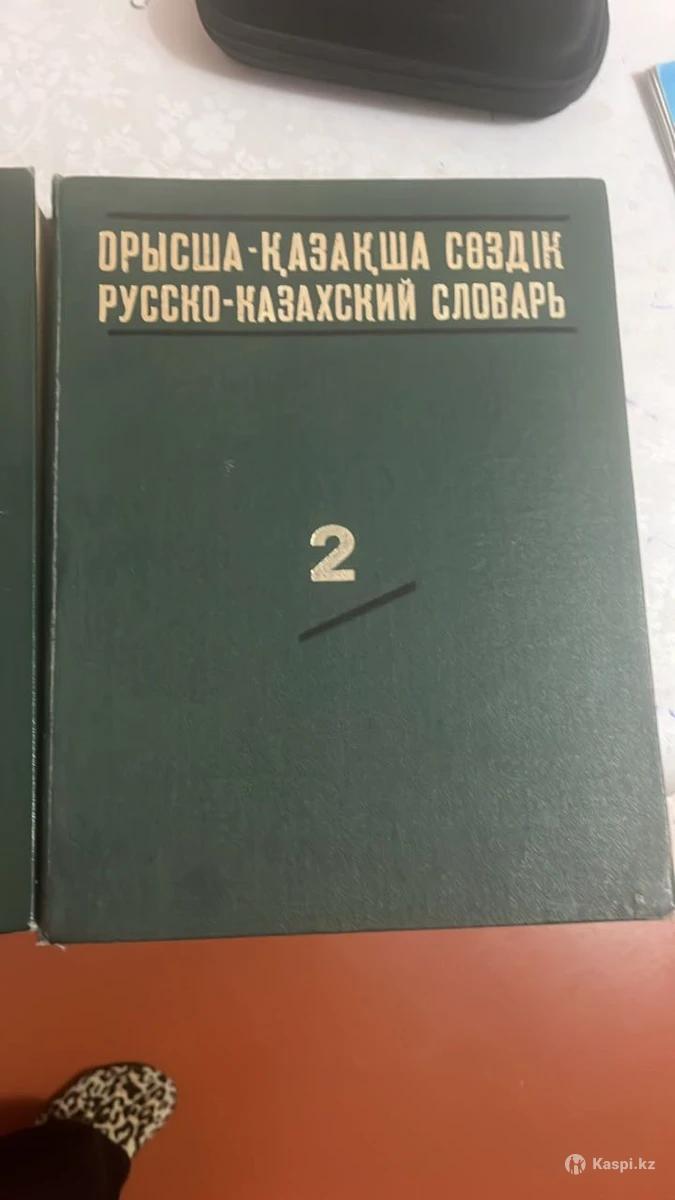 ОРЫСША-ҚАЗАҚША СӨЗДІК
РУССКО-КАЗАХСКИЙ СЛОВАРЬ
2
Kaspi.kz